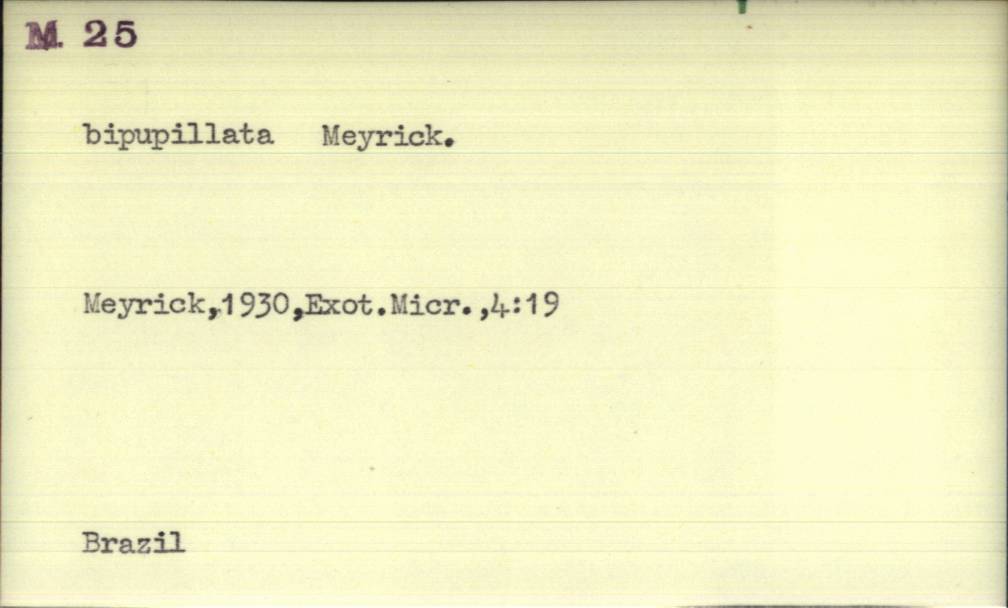 M. 25
bipupillata Meyrick.
Meyrick,1930,Exot.Micr.,4:19
Brazil